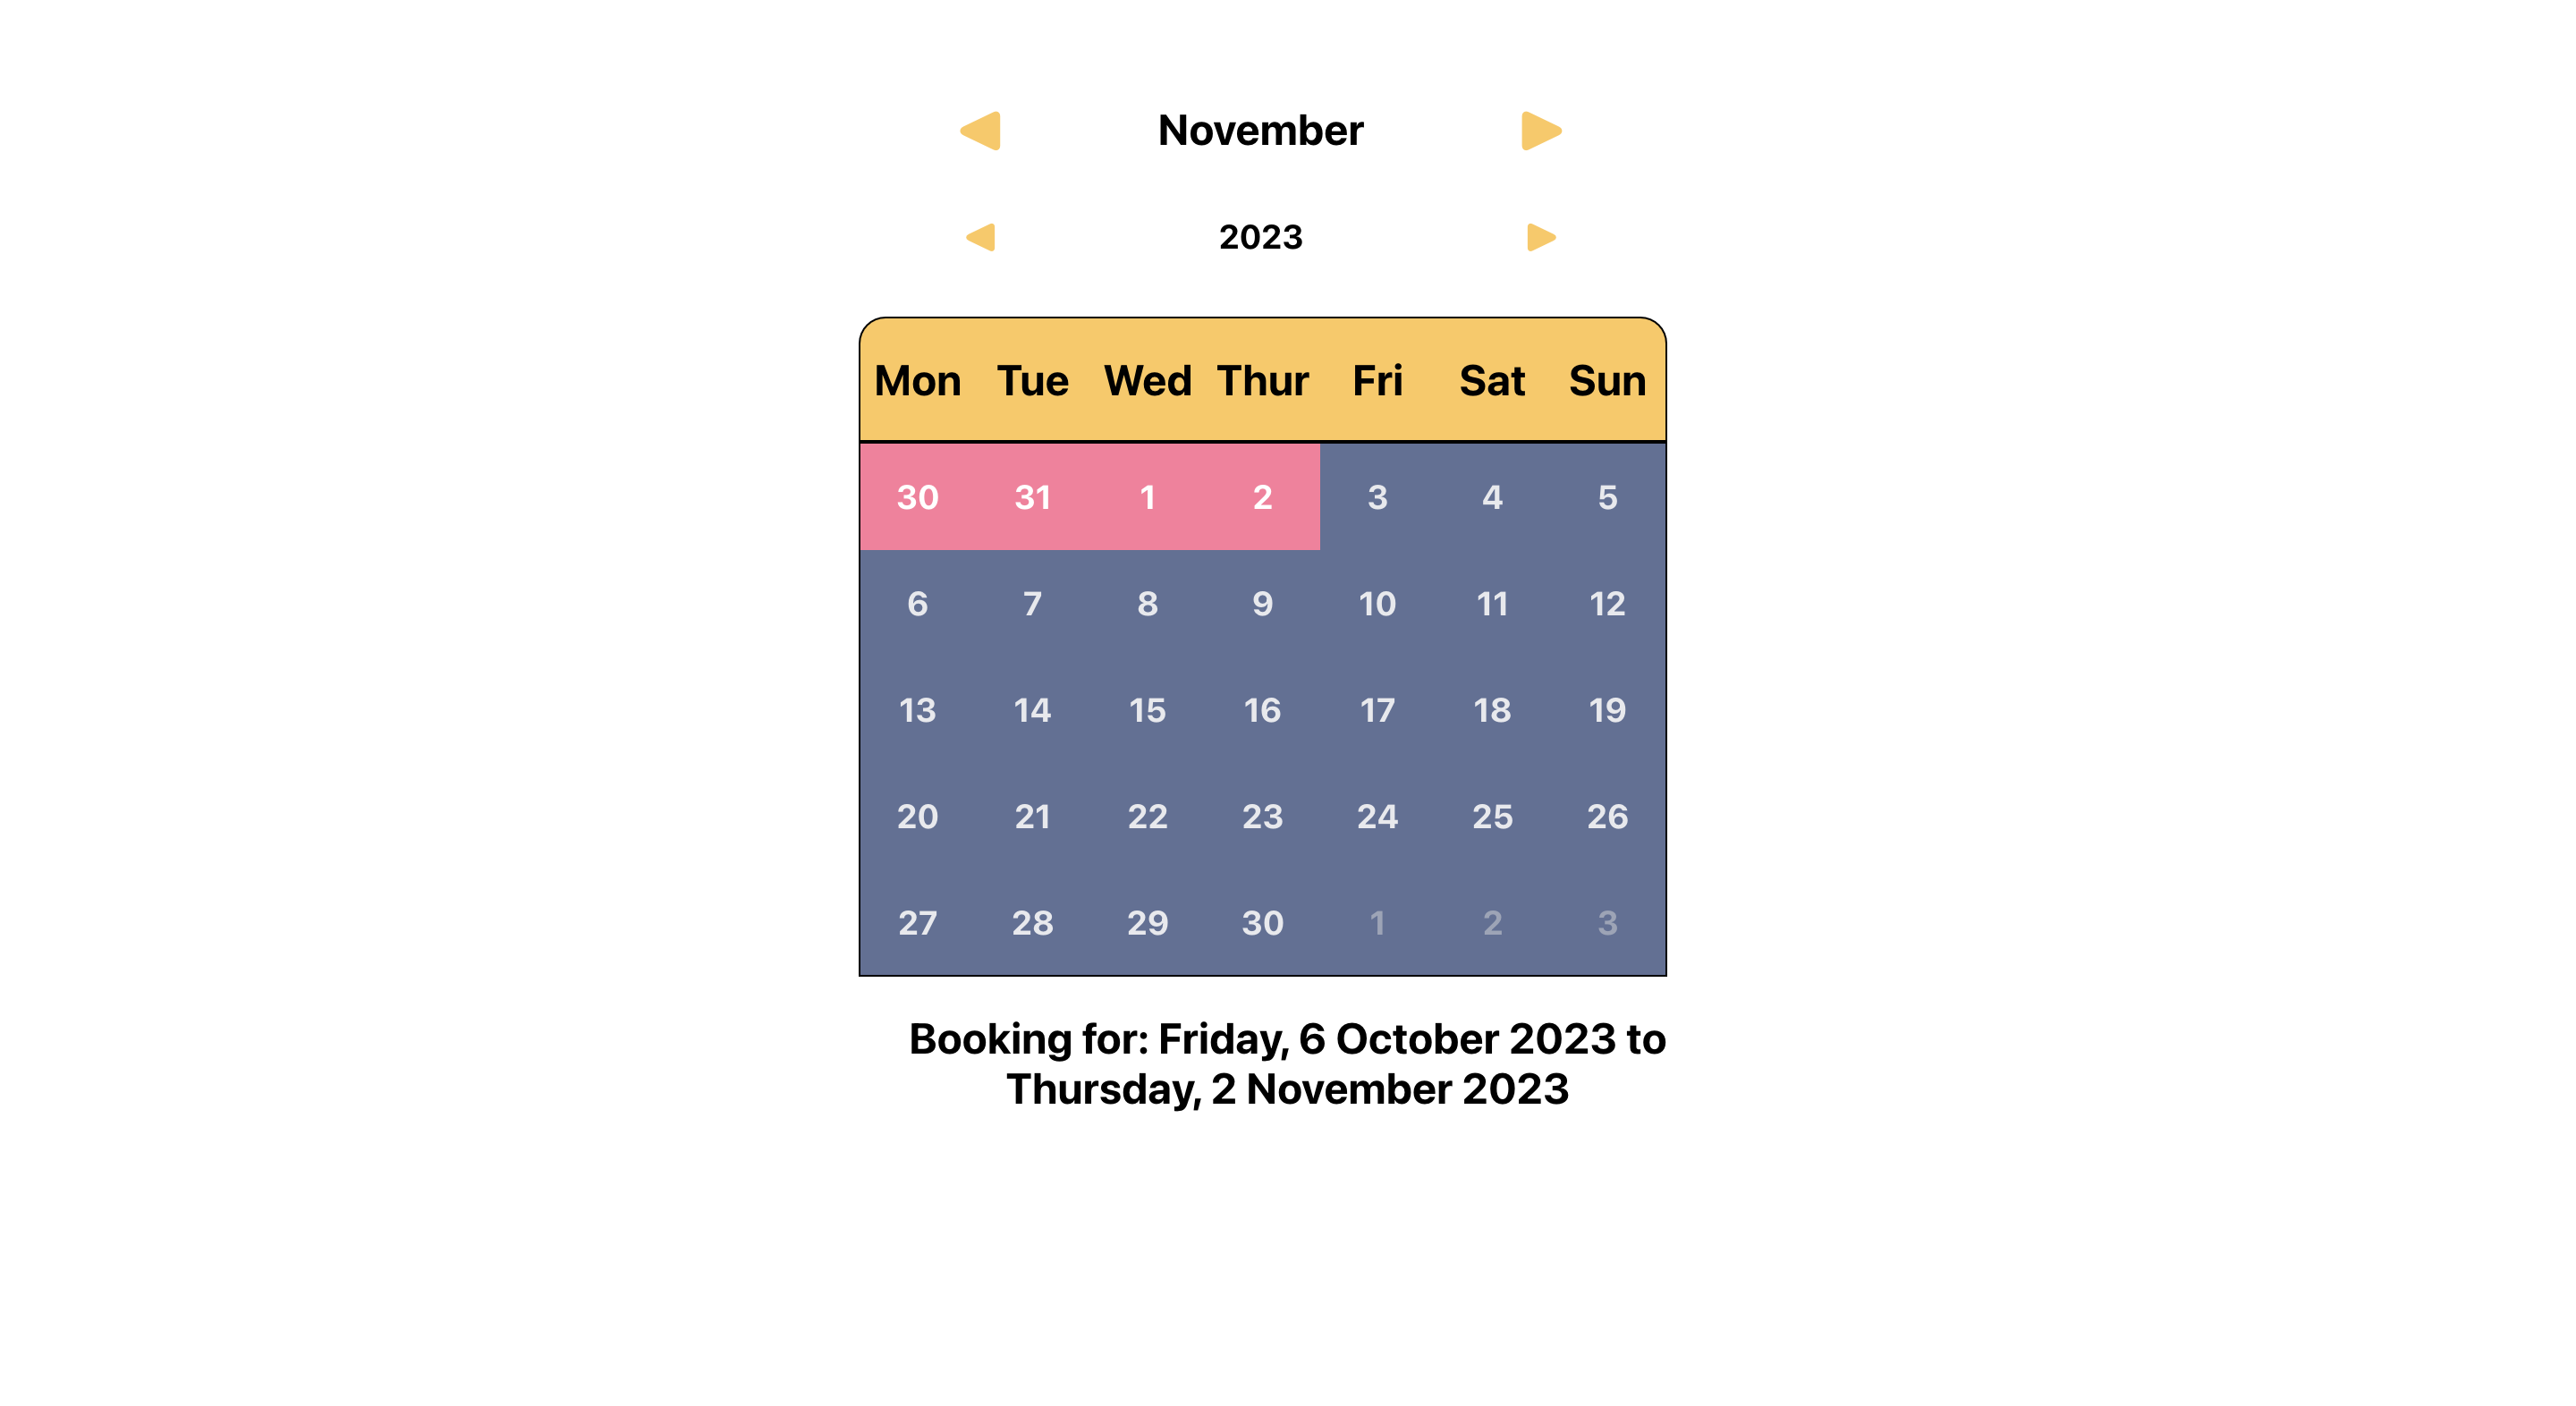 November
2023
Mon Tue Wed Thur Fri Sat Sun
30 31 1 2 3 4 5
6 7 8 9 10 11 12
13 14 15 16 17 18 19
20 21 22 23 24 25 26
27 28 29 30 1 2 3
Booking for: Friday, 6 October 2023 to
Thursday, 2 November 2023